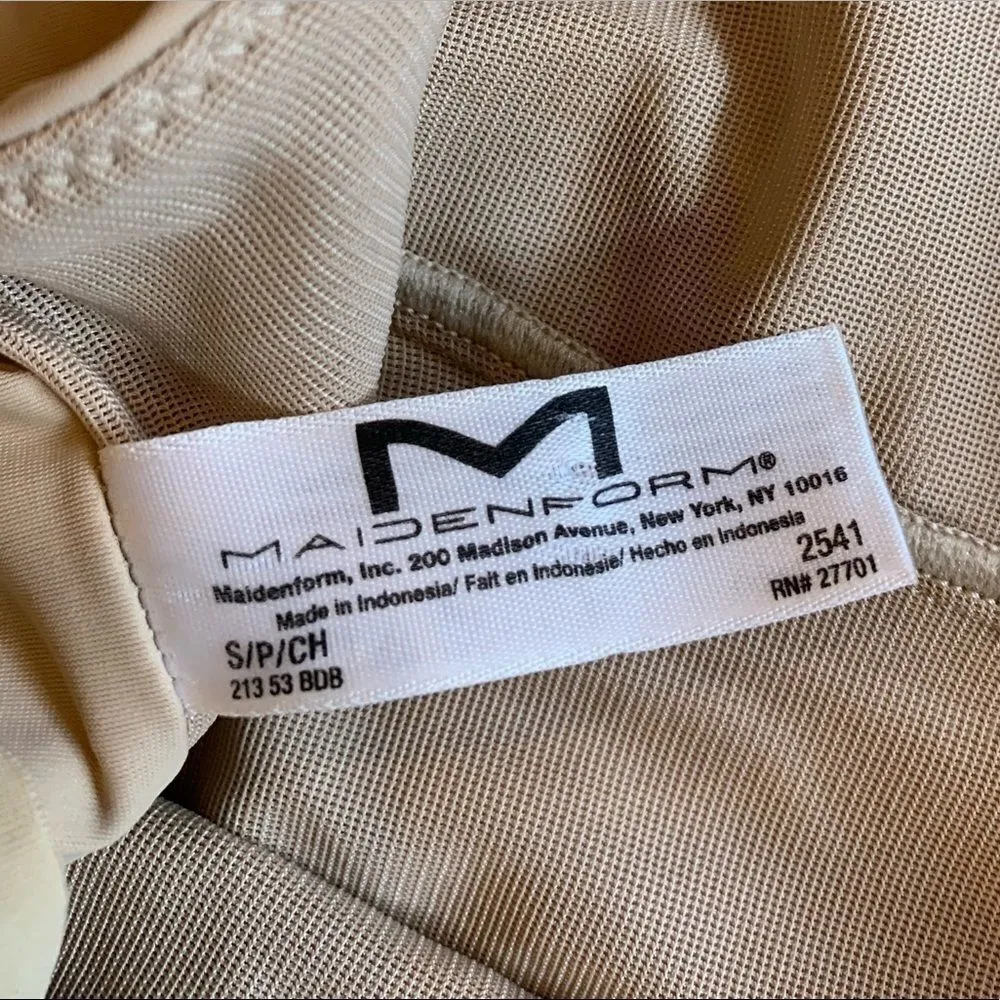 M
MAIDENFORM®
Maidenform, Inc. 200 Madison Avenue, New York, NY 10016
Made in Indonesia/ Fait en Indonésie/ Hecho en Indonesia
2541
S/P/CH
RN# 27701
213 53 BDB